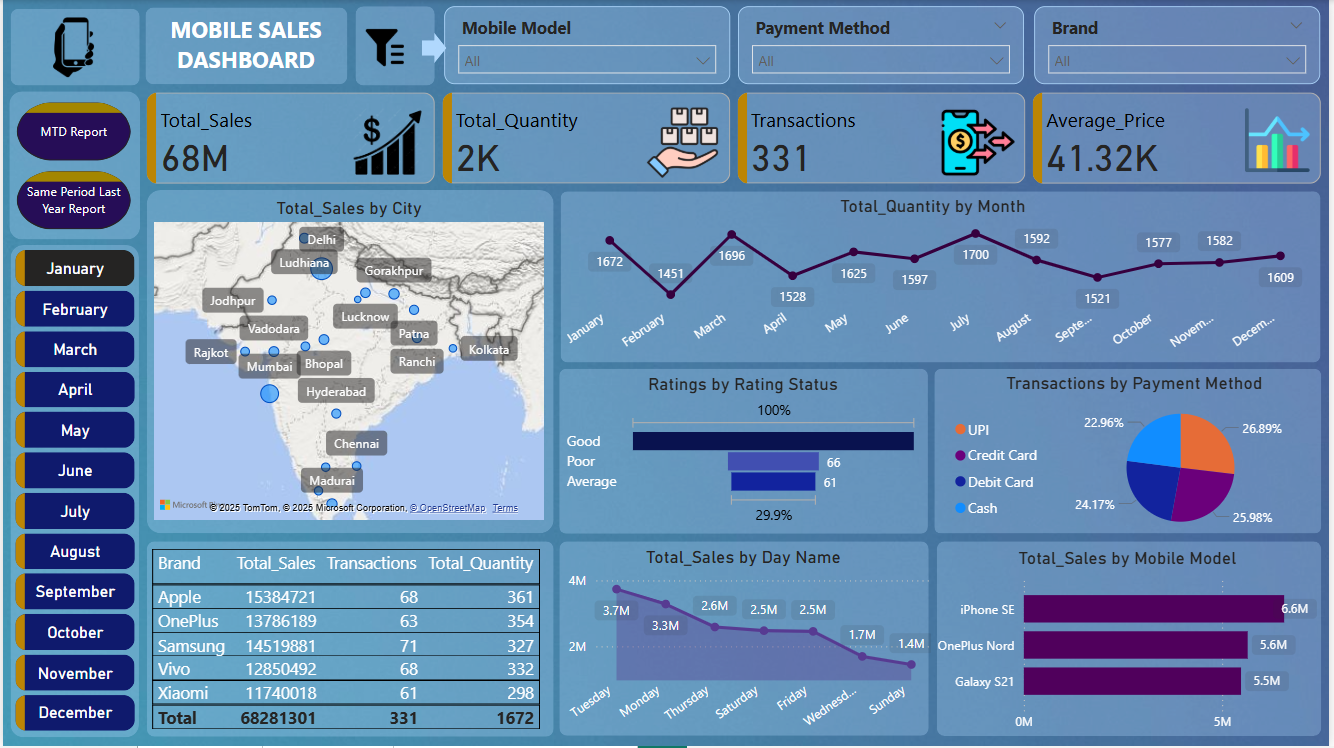 MOBILE SALES
DASHBOARD
Mobile Model
All
Payment Method
All
Brand
All
MTD Report
Same Period Last
Year Report
January
February
March
April
May
June
July
August
September
October
November
December
Total_Sales
68M
Total_Quantity
2K
Transactions
331
Average_Price
41.32K
Total_Sales by City
Delhi
Ludhiana
Gorakhpur
Jodhpur
Lucknow
Vadodara
Patna
Rajkot
Mumbai
Bhopal
Ranchi
Kolkata
Hyderabad
Chennai
Madurai
© 2025 TomTom, © 2025 Microsoft Corporation, © OpenStreetMap Terms
Total_Quantity by Month
1672
1451
1696
1528
1625
1597
1700
1592
1521
1577
1582
1609
January
February
March
April
May
June
July
August
Septe...
October
Novem...
Decem...
Ratings by Rating Status
100%
Good
Poor
66
Average
61
29.9%
Transactions by Payment Method
UPI
Credit Card
Debit Card
Cash
22.96%
26.89%
24.17%
25.98%
Brand Total_Sales Transactions Total_Quantity
Apple 15384721 68 361
OnePlus 13786189 63 354
Samsung 14519881 71 327
Vivo 12850492 68 332
Xiaomi 11740018 61 298
Total 68281301 331 1672
Total_Sales by Day Name
4M
2M
3.7M
3.3M
2.6M
2.5M
2.5M
1.7M
1.4M
Tuesday
Monday
Thursday
Saturday
Friday
Wednes...
Sunday
Total_Sales by Mobile Model
iPhone SE
6.6M
OnePlus Nord
5.6M
Galaxy S21
5.5M
0M
5M